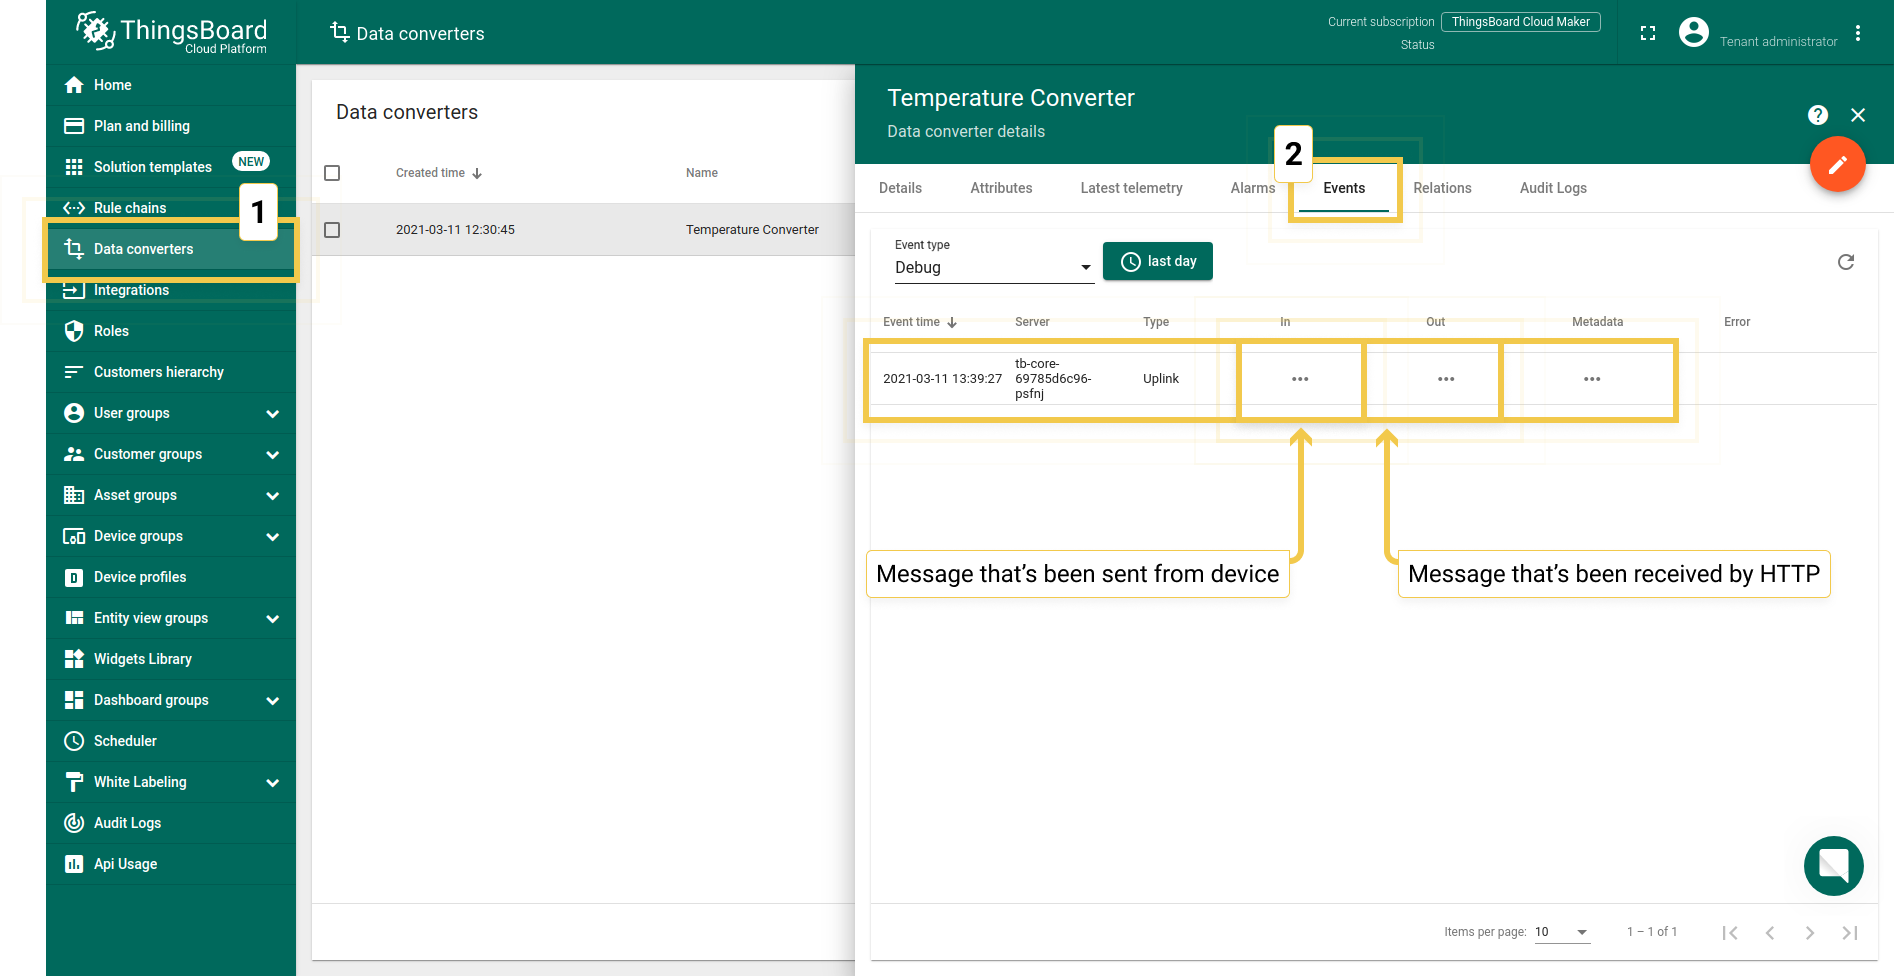 ThingsBoard
Cloud Platform
Data converters
Current subscription ThingsBoard Cloud Maker
Status
Tenant administrator
Home
Plan and billing
Solution templates NEW
Rule chains
1
Data converters
Integrations
Roles
Customers hierarchy
User groups
Customer groups
Asset groups
Device groups
Device profiles
Entity view groups
Widgets Library
Dashboard groups
Scheduler
White Labeling
Audit Logs
Api Usage
Data converters
Created time Name
2021-03-11 12:30:45 Temperature Converter
Temperature Converter
Data converter details
2
Details Attributes Latest telemetry Alarms Events Relations Audit Logs
Event type
Debug
last day
Event time Server Type In Out Metadata Error
2021-03-11 13:39:27 tb-core-
69785d6c96-
psfnj
Uplink ••• ••• •••
Message that's been sent from device
Message that's been received by HTTP
Items per page: 10 1 – 1 of 1